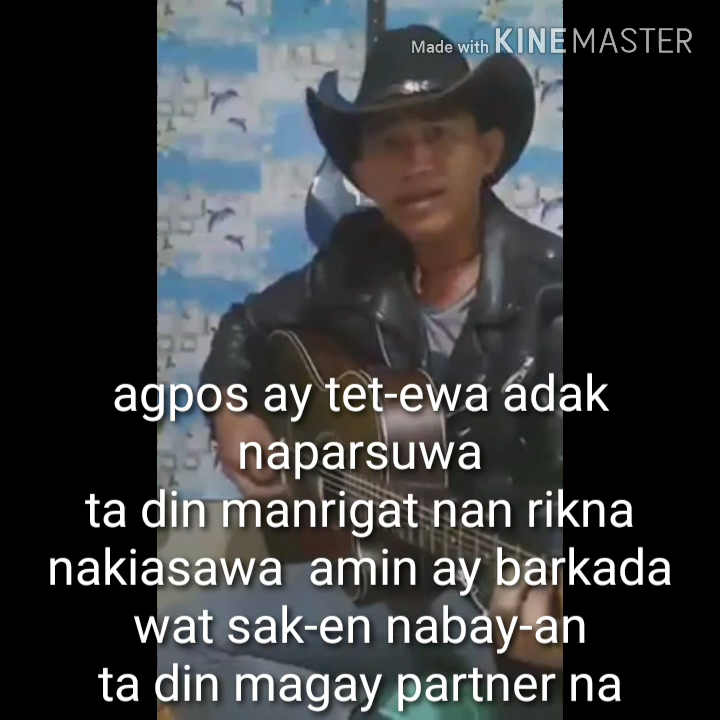 Made with KINEMASTER
agpos ay tet-ewa adak
naparsuwa
ta din manrigat nan rikna
nakiasawa amin ay barkada
wat sak-en nabay-an
ta din magay partner na